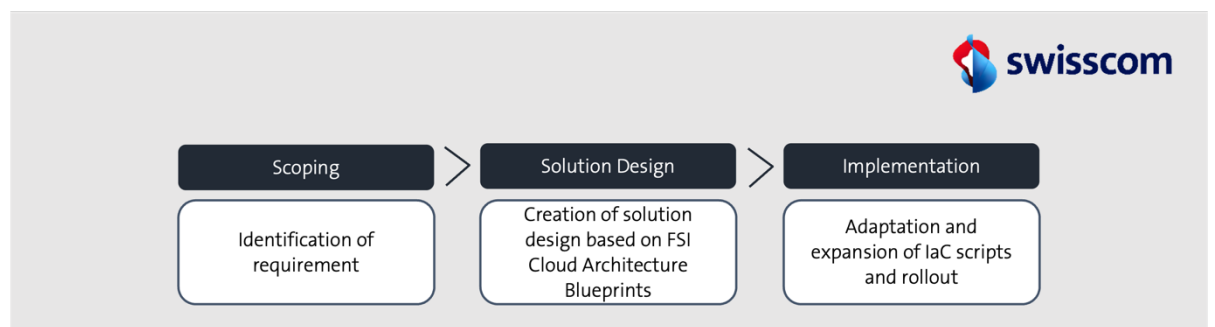 swisscom
Scoping
Solution Design
Implementation
Identification of
requirement
Creation of solution
design based on FSI
Cloud Architecture
Blueprints
Adaptation and
expansion of IaC scripts
and rollout